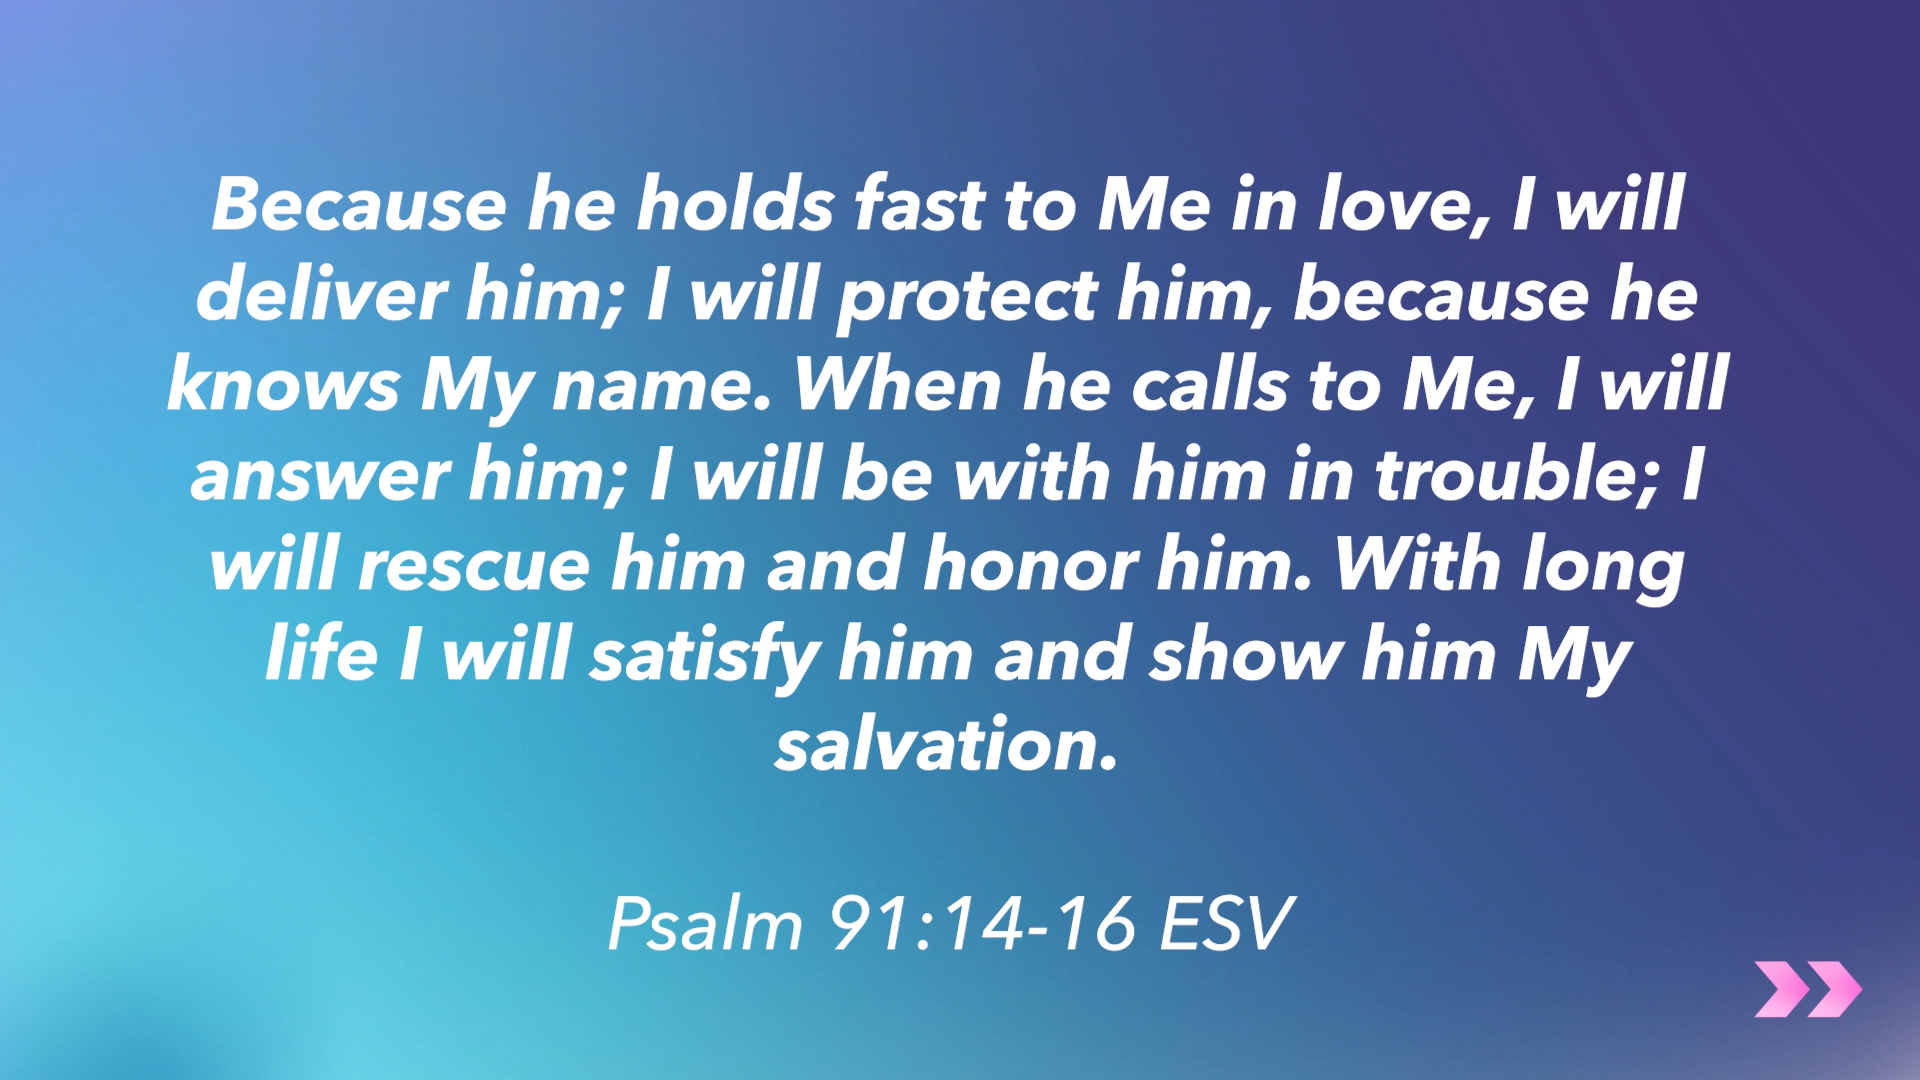 Because he holds fast to Me in love, I will
deliver him; I will protect him, because he
knows My name. When he calls to Me, I will
answer him; I will be with him in trouble; I
will rescue him and honor him. With long
life I will satisfy him and show him My
salvation.
Psalm 91:14-16 ESV